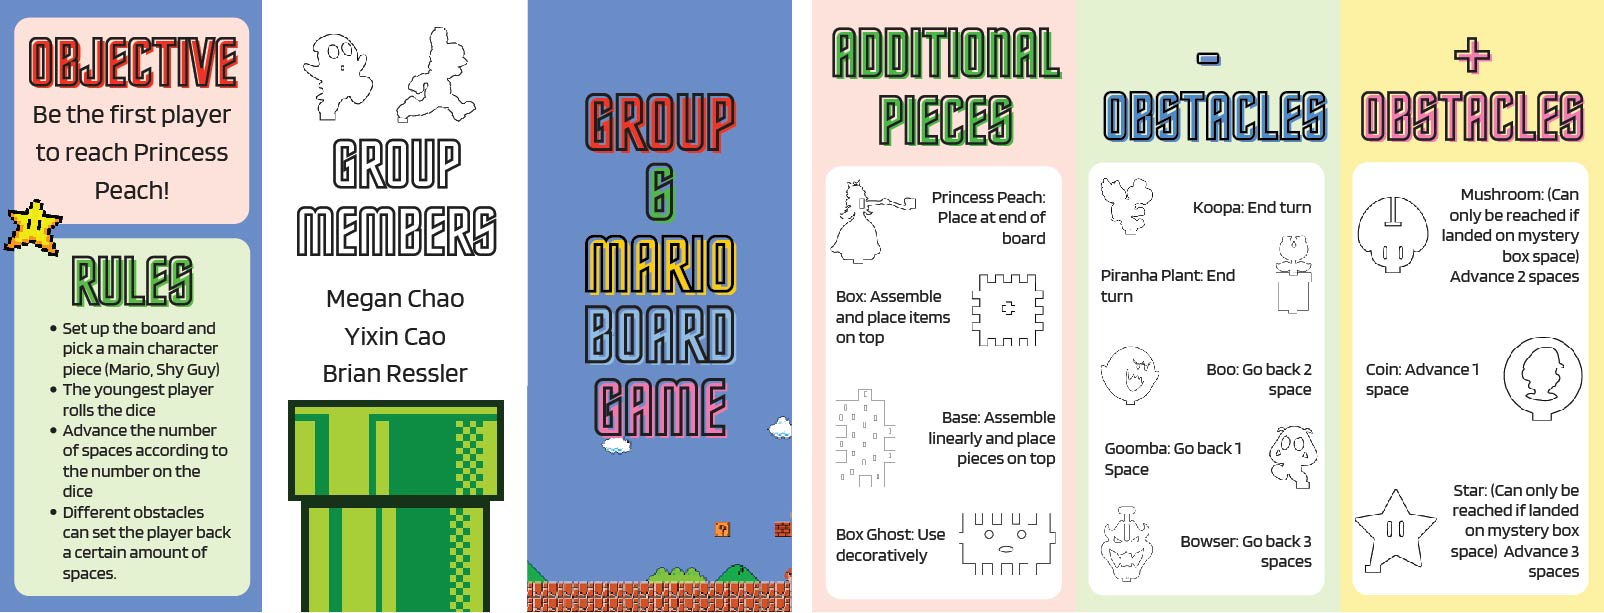 OBJECTIVE
Be the first player
to reach Princess
Peach!
RULES
• Set up the board and
pick a main character
piece (Mario, Shy Guy)
• The youngest player
rolls the dice
• Advance the number
of spaces according to
the number on the
dice
• Different obstacles
can set the player back
a certain amount of
spaces.
GROUP
MEMBERS
Megan Chao
Yixin Cao
Brian Ressler
GROUP
6
MARIO
BOARD
GAME
?
ADDITIONAL
PIECES
Princess Peach:
Place at end of
board
Box: Assemble
and place items
on top
Base: Assemble
linearly and place
pieces on top
Box Ghost: Use
decoratively
-
OBSTACLES
Koopa: End turn
Piranha Plant: End
turn
Boo: Go back 2
space
Goomba: Go back 1
Space
Bowser: Go back 3
spaces
+
OBSTACLES
Mushroom: (Can
only be reached if
landed on mystery
box space)
Advance 2 spaces
Coin: Advance 1
space
Star: (Can only be
reached if landed
on mystery box
space) Advance 3
spaces